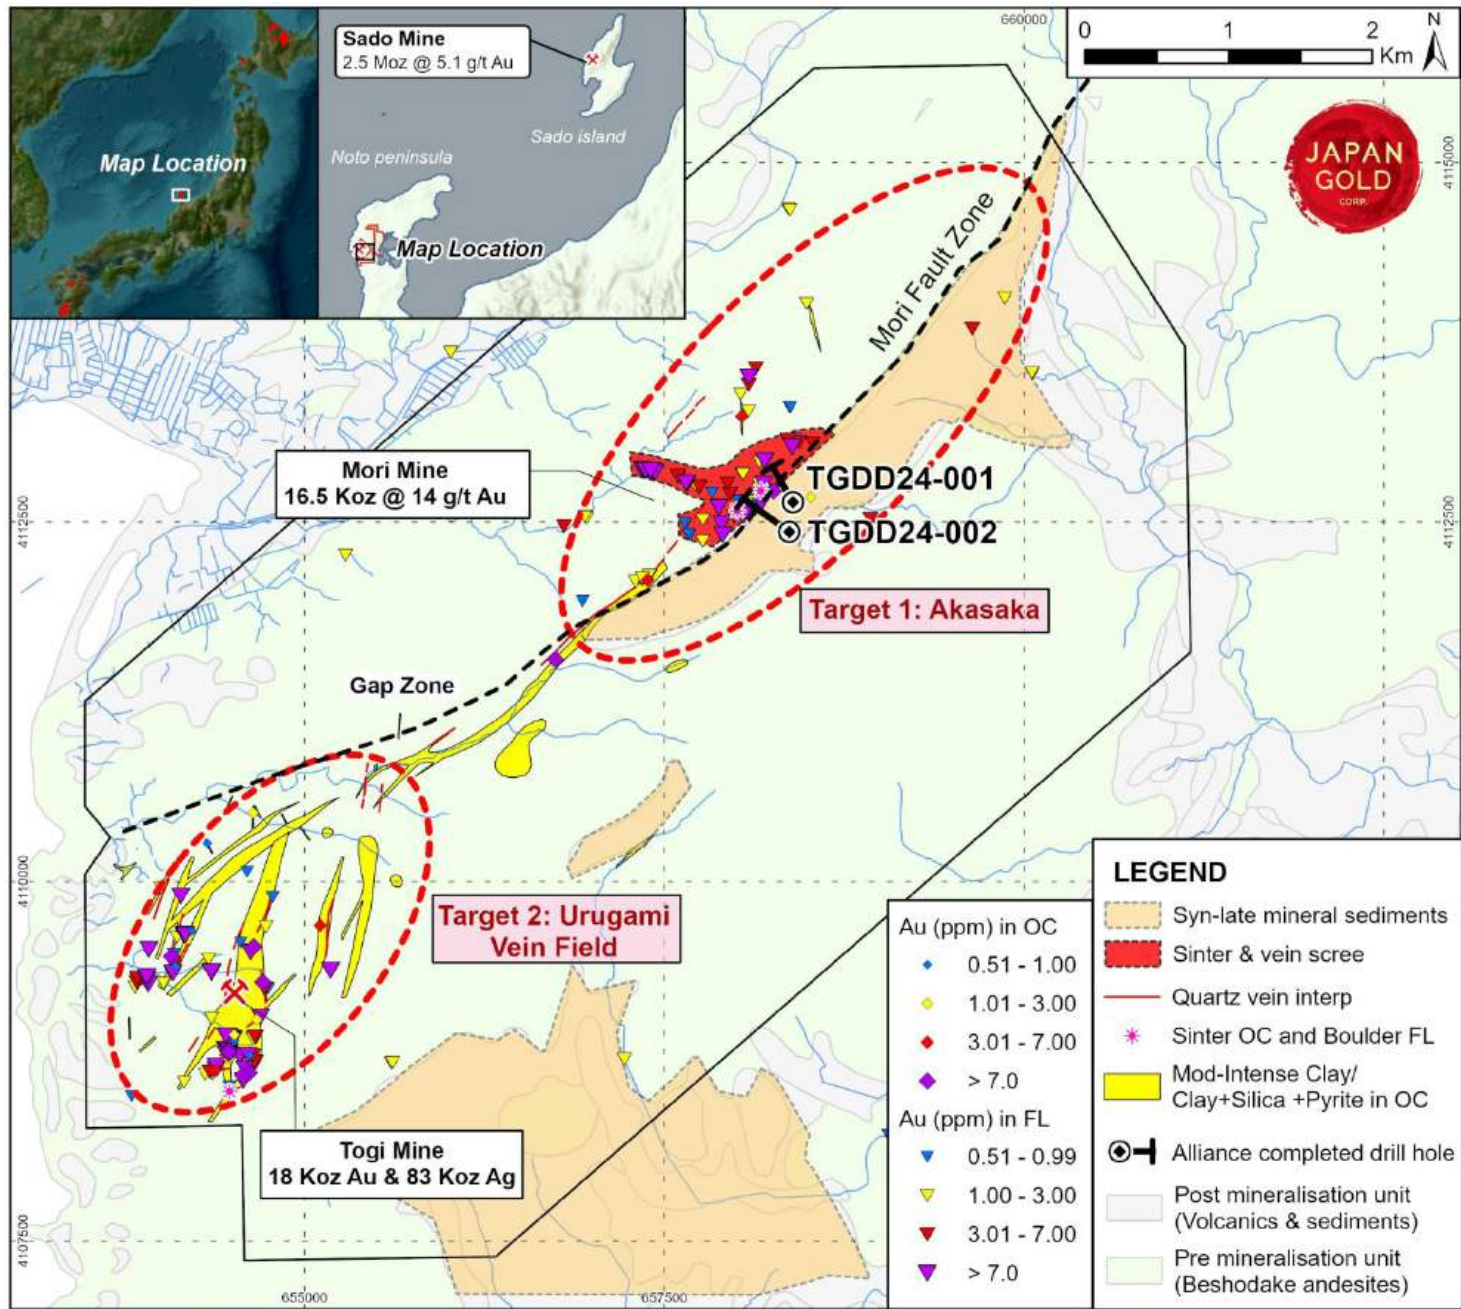 Sado Mine
2.5 Moz @ 5.1 g/t Au
Sado island
Noto peninsula
Map Location
Map Location
660000
0 1 2
Km
N
JAPAN
GOLD
CORP.
4115000
Mori Fault Zone
Mori Mine
16.5 Koz @ 14 g/t Au
TGDD24-001
TGDD24-002
4112500
4112500
Target 1: Akasaka
Gap Zone
4110000
Target 2: Urugami
Vein Field
Togi Mine
18 Koz Au & 83 Koz Ag
4107500
655000
657500
Au (ppm) in OC
0.51 - 1.00
1.01 - 3.00
3.01 - 7.00
> 7.0
Au (ppm) in FL
0.51 - 0.99
1.00 - 3.00
3.01 - 7.00
> 7.0
LEGEND
Syn-late mineral sediments
Sinter & vein scree
Quartz vein interp
Sinter OC and Boulder FL
Mod-Intense Clay/
Clay+Silica +Pyrite in OC
Alliance completed drill hole
Post mineralisation unit
(Volcanics & sediments)
Pre mineralisation unit
(Beshodake andesites)